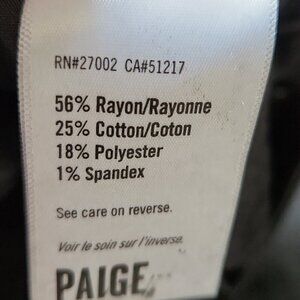 RN#27002 CA#51217
56% Rayon/Rayonne
25% Cotton/Coton
18% Polyester
1% Spandex
See care on reverse.
Voir le soin sur l'inverse.
PAIGE